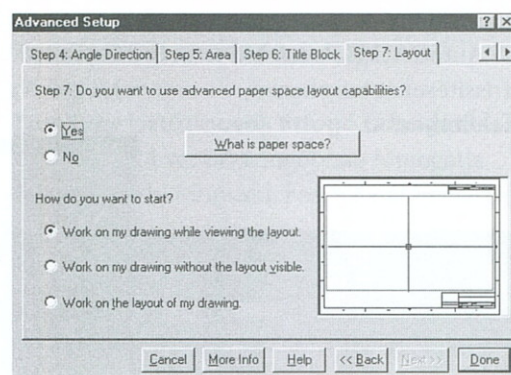 Advanced Setup
Step 4: Angle Direction Step 5: Area Step 6: Title Block Step 7: Layout
Step 7: Do you want to use advanced paper space layout capabilities?
Yes
What is paper space?
No
How do you want to start?
Work on my drawing while viewing the layout.
Work on my drawing without the layout visible.
Work on the layout of my drawing.
Cancel More Info Help << Back Next >> Done